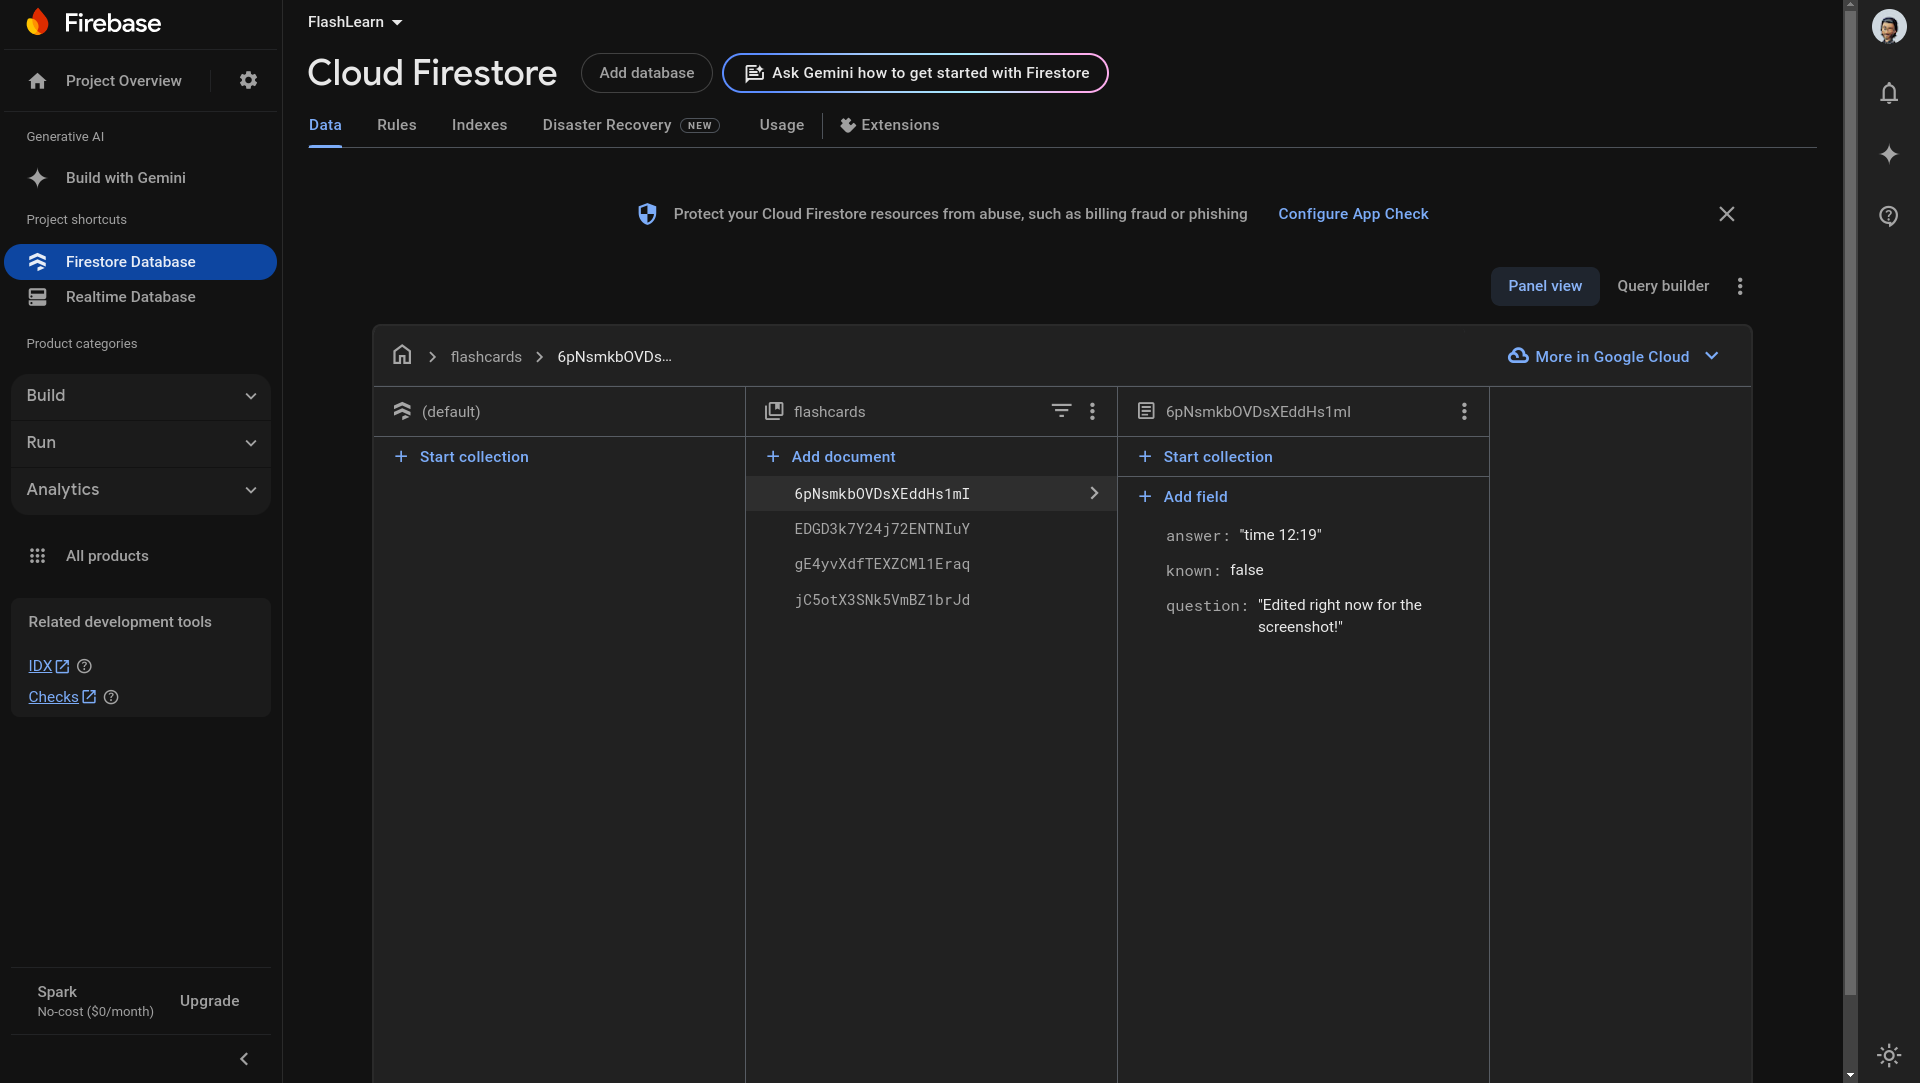 Firebase
Project Overview
Generative AI
Build with Gemini
Project shortcuts
Firestore Database
Realtime Database
Product categories
Build
Run
Analytics
All products
Related development tools
IDX
Checks
Spark
No-cost ($0/month)
Upgrade
FlashLearn
Cloud Firestore
Add database
Ask Gemini how to get started with Firestore
Data
Rules
Indexes
Disaster Recovery NEW
Usage
Extensions
Protect your Cloud Firestore resources from abuse, such as billing fraud or phishing
Configure App Check
Panel view
Query builder
flashcards
6pNsmkbOVDs...
More in Google Cloud
(default)
Start collection
flashcards
Add document
6pNsmkbOVDsXEddHs1mI
EDGD3k7Y24j72ENTNIuY
gE4yvXdfTEXZCMl1Eraq
jC5otX3SNk5VmBZ1brJd
6pNsmkbOVDsXEddHs1mI
Start collection
Add field
answer: "time 12:19"
known: false
question: "Edited right now for the
screenshot!"